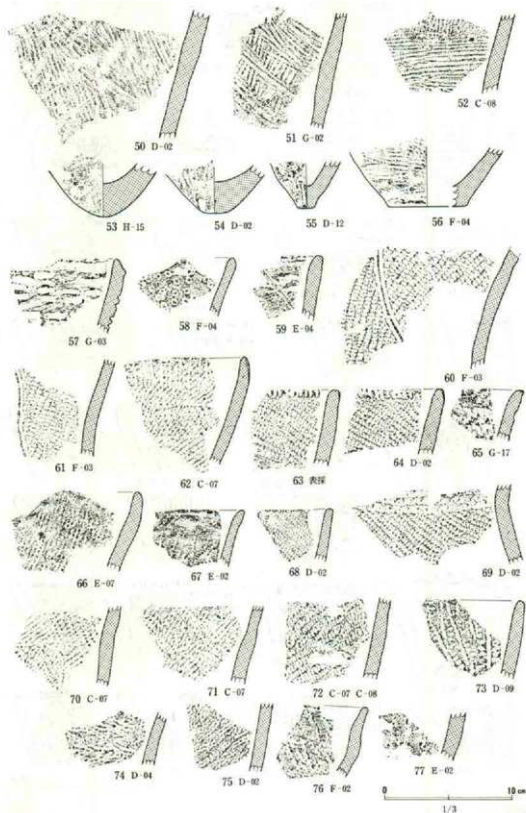 50 D-02
51 G-02
52 C-08
53 H-15
54 D-02
55 D-12
56 F-04
57 G-03
58 F-04
59 E-04
60 F-03
61 F-03
62 C-07
63 表採
64 D-02
65 G-17
66 E-07
67 E-02
68 D-02
69 D-02
70 C-07
71 C-07
72 C-07 C-08
73 D-09
74 D-04
75 D-02
76 F-02
77 E-02
0 10 cm
1/3